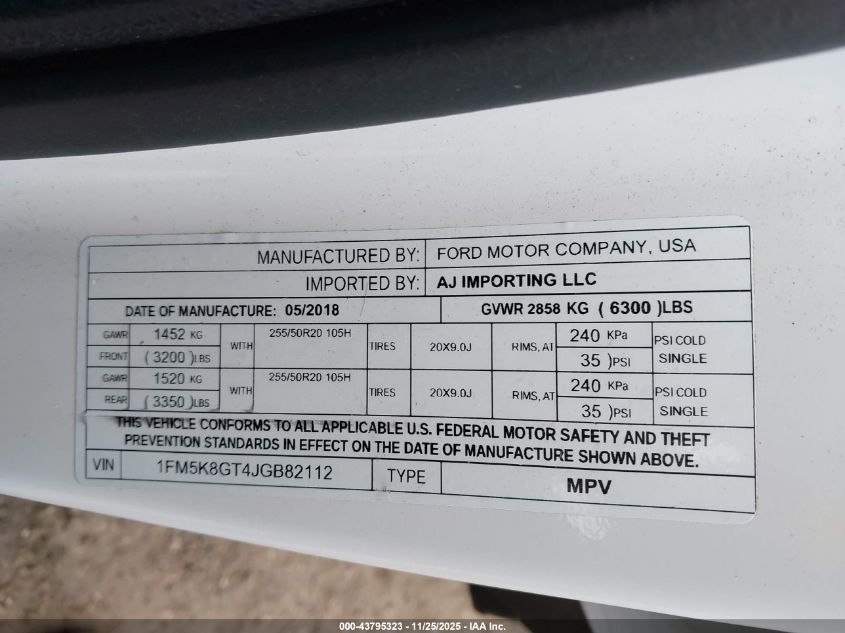 MANUFACTURED BY: FORD MOTOR COMPANY, USA
IMPORTED BY: AJ IMPORTING LLC
DATE OF MANUFACTURE: 05/2018 GVWR 2858 KG ( 6300 )LBS
GAWR 1452 KG WITH 255/50R20 105H TIRES 20X9.0J RIMS, AT 240 KPa PSI COLD
FRONT ( 3200 )LBS 35 )PSI SINGLE
GAWR 1520 KG WITH 255/50R20 105H TIRES 20X9.0J RIMS, AT 240 KPa PSI COLD
REAR ( 3350 )LBS 35 )PSI SINGLE
THIS VEHICLE CONFORMS TO ALL APPLICABLE U.S. FEDERAL MOTOR SAFETY AND THEFT
PREVENTION STANDARDS IN EFFECT ON THE DATE OF MANUFACTURE SHOWN ABOVE.
VIN 1FM5K8GT4JGB82112 TYPE MPV
000-43795323 - 11/25/2025 - IAA Inc.